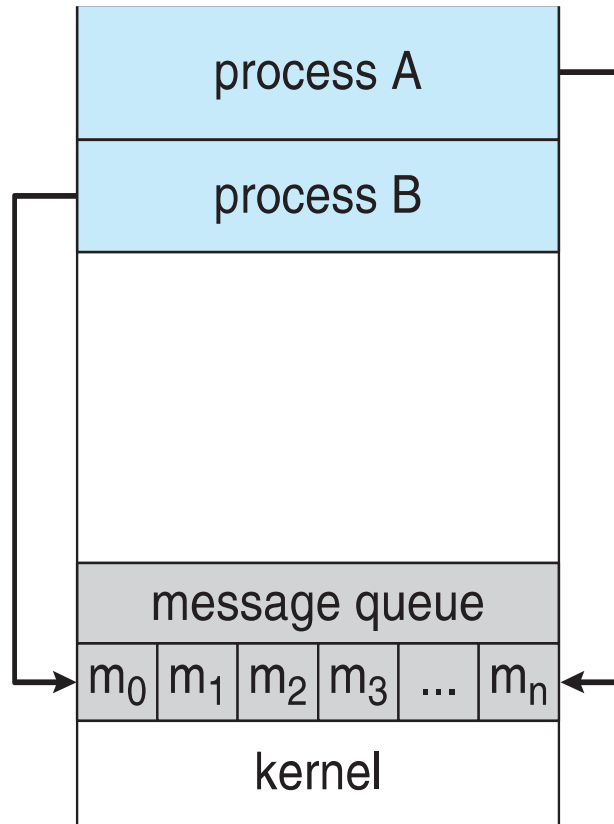 process A
process B
message queue
m0 m1 m2 m3 ... mn
kernel